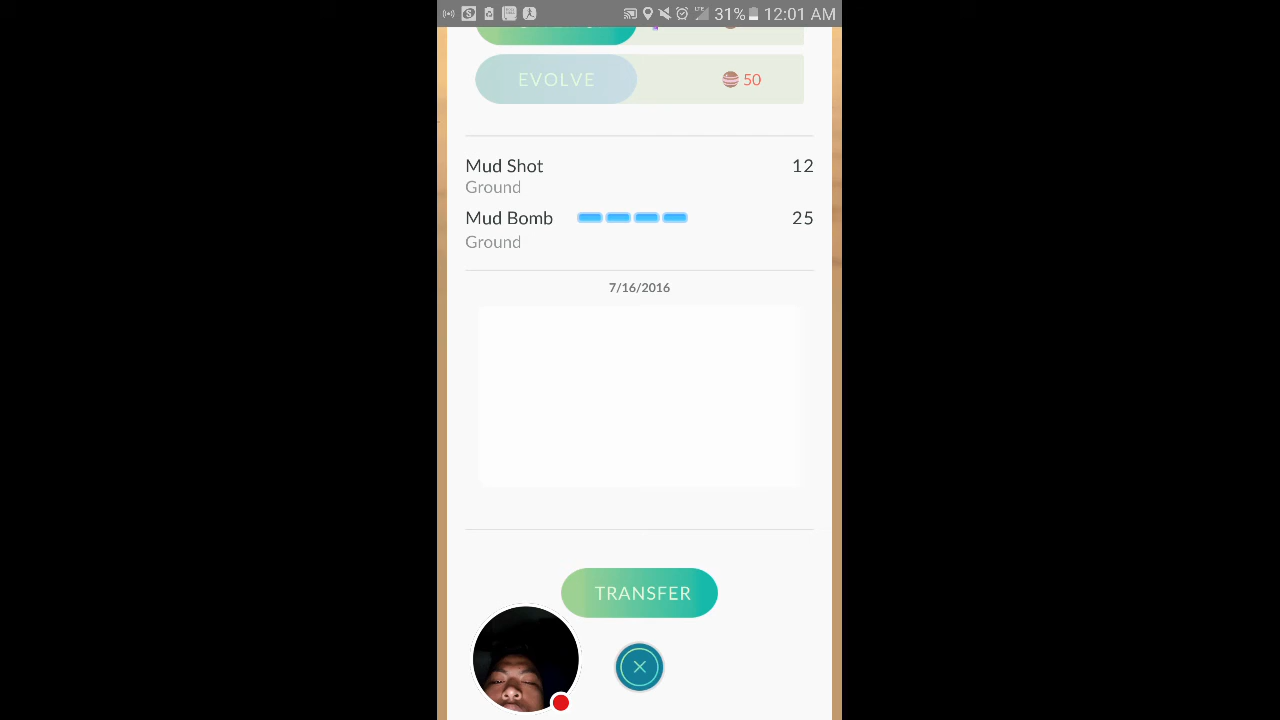 31% 12:01 AM
EVOLVE 50
Mud Shot 12
Ground
Mud Bomb 25
Ground
7/16/2016
TRANSFER